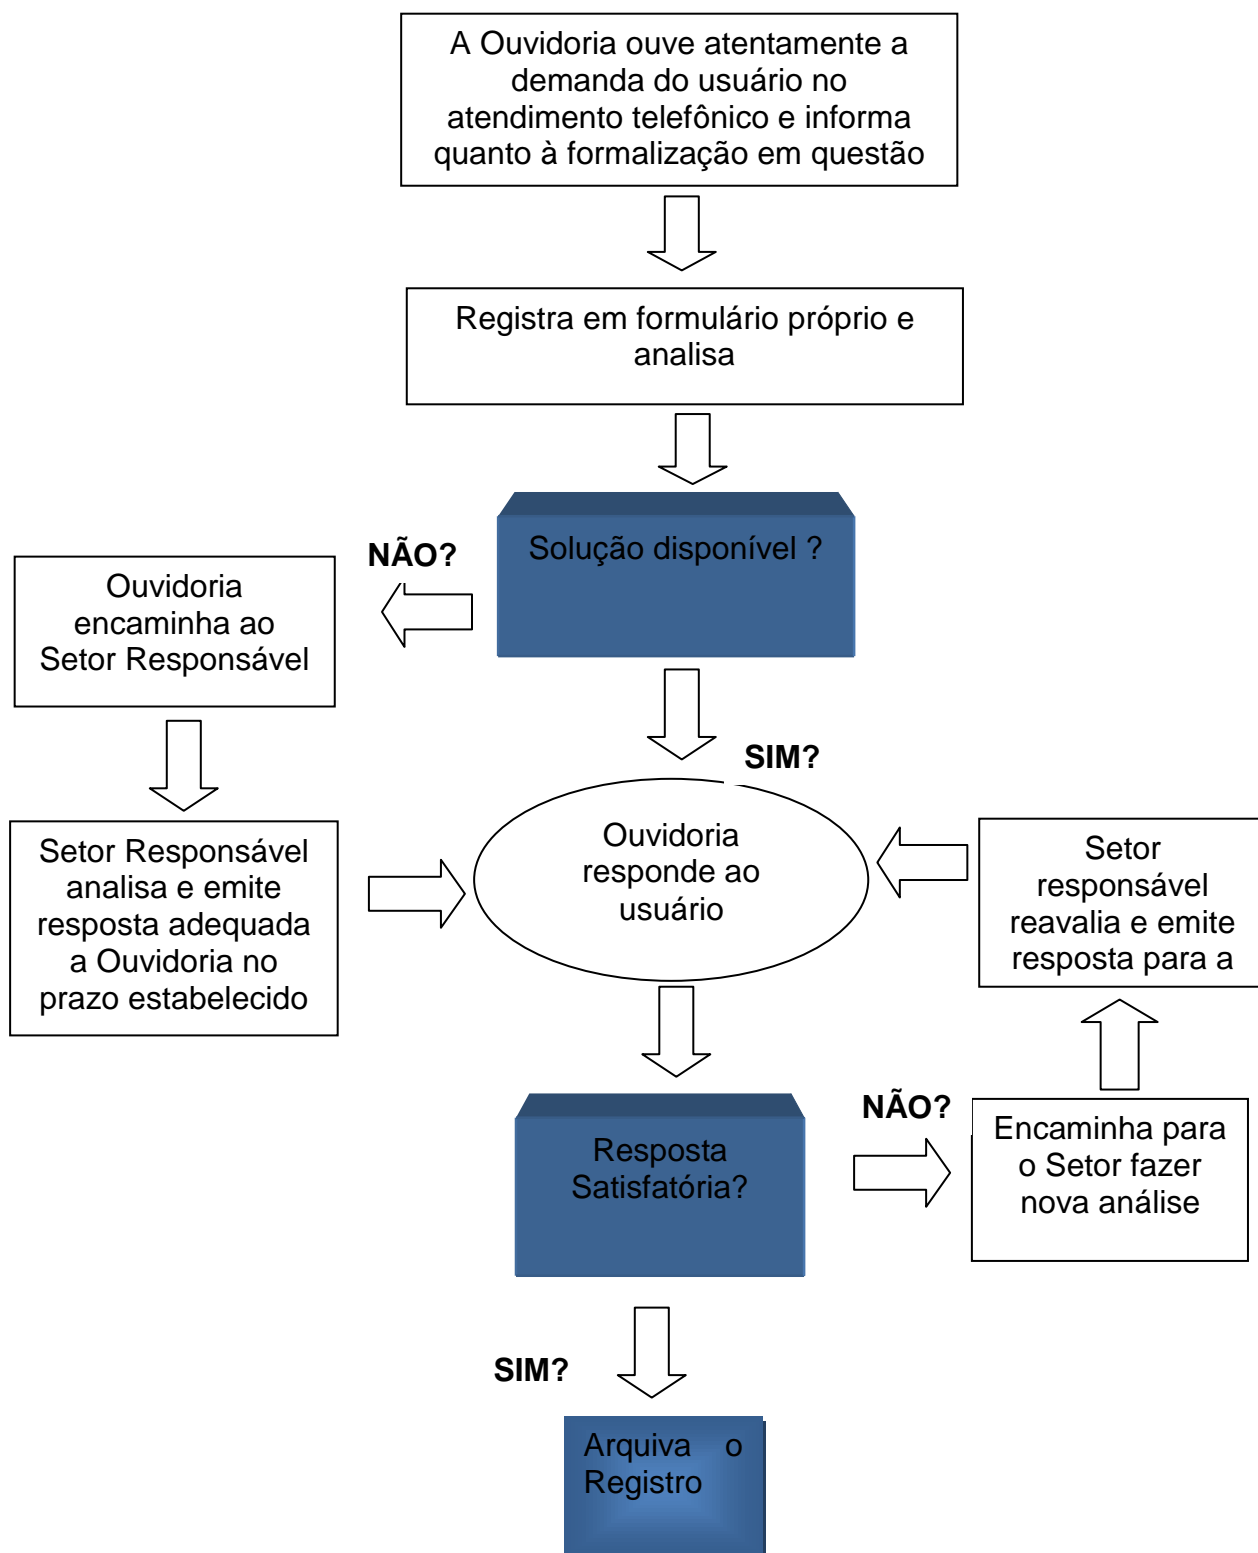 A Ouvidoria ouve atentamente a
demanda do usuário no
atendimento telefônico e informa
quanto à formalização em questão
Registra em formulário próprio e
analisa
Solução disponível ?
NÃO?
Ouvidoria
encaminha ao
Setor Responsável
SIM?
Setor Responsável
analisa e emite
resposta adequada
a Ouvidoria no
prazo estabelecido
Ouvidoria
responde ao
usuário
Setor
responsável
reavalia e emite
resposta para a
Resposta
Satisfatória?
NÃO?
Encaminha para
o Setor fazer
nova análise
SIM?
Arquiva o
Registro